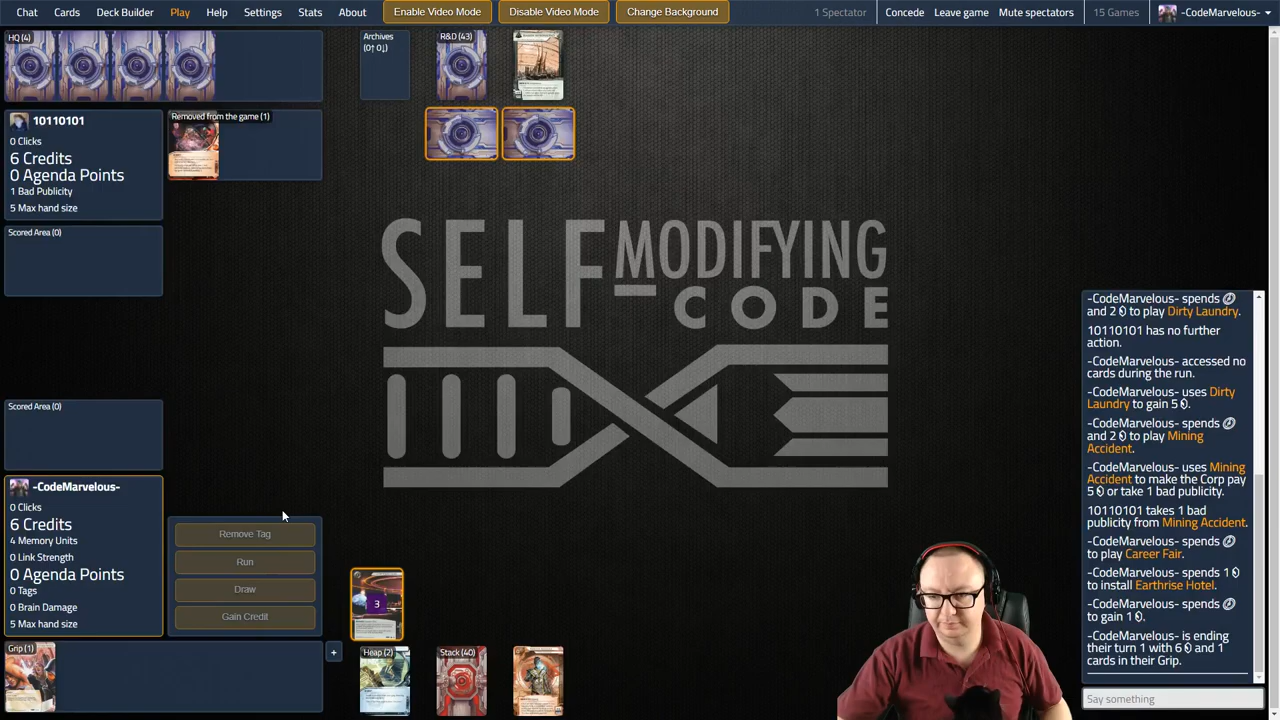 Chat Cards Deck Builder Play Help Settings Stats About Enable Video Mode Disable Video Mode Change Background 1 Spectator Concede Leave game More spectators 15 Games -CodeMarvelous-
HQ (4)
Archives
(0↑ 0↓)
R&D (43)
10110101
0 Clicks
6 Credits
0 Agenda Points
1 Bad Publicity
5 Max hand size
Removed from the game (1)
Scored Area (0)
SELF-MODIFYING
CODE
Scored Area (0)
-CodeMarvelous-
0 Clicks
6 Credits
4 Memory Units
0 Link Strength
0 Agenda Points
0 Tags
0 Brain Damage
5 Max hand size
Remove Tag
Run
Draw
Gain Credit
3
Grip (1)
+
Heap (2)
Stack (40)
-CodeMarvelous- spends
and 2 to play Dirty Laundry.
10110101 has no further
action.
-CodeMarvelous- accessed no
cards during the run.
-CodeMarvelous- uses Dirty
Laundry to gain 5.
-CodeMarvelous- spends
and 2 to play Mining
Accident.
-CodeMarvelous- uses Mining
Accident to make the Corp pay
5 or take 1 bad publicity.
10110101 takes 1 bad
publicity from Mining Accident.
-CodeMarvelous- spends
to play Career Fair.
-CodeMarvelous- spends 1
to install Earthrise Hotel.
-CodeMarvelous- spends
to gain 1.
-CodeMarvelous- is ending
their turn 1 with 6 and 1
cards in their Grip.
Say something